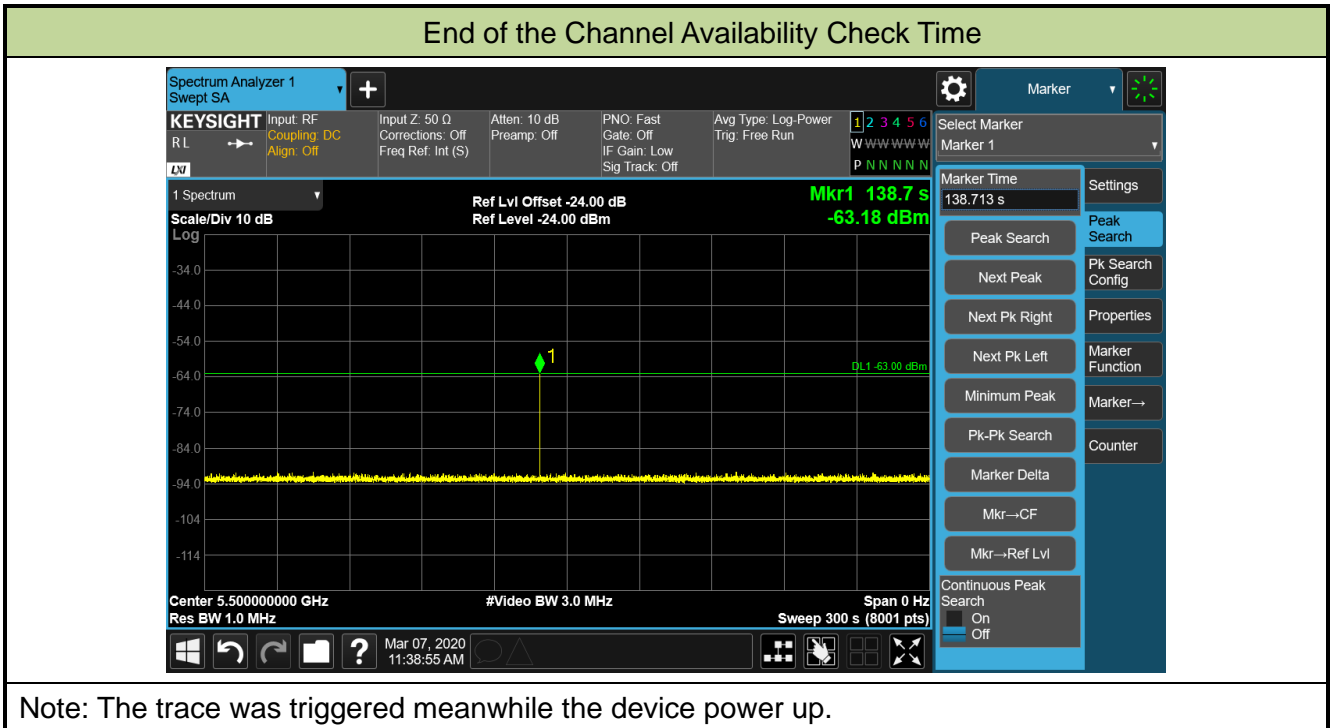 End of the Channel Availability Check Time
Spectrum Analyzer 1
Swept SA
+
Marker
KEYSIGHT
RL
LXI
Input: RF
Coupling: DC
Align: Off
Input Z: 50 Ω
Corrections: Off
Freq Ref: Int (S)
Atten: 10 dB
Preamp: Off
PNO: Fast
Gate: Off
IF Gain: Low
Sig Track: Off
Avg Type: Log-Power
Trig: Free Run
1 2 3 4 5 6
W W W W W W
P N N N N N
Select Marker
Marker 1
1 Spectrum
Scale/Div 10 dB
Ref Lvl Offset -24.00 dB
Ref Level -24.00 dBm
Mkr1 138.7 s
-63.18 dBm
Log
-34.0
-44.0
-54.0
-64.0
-74.0
-84.0
-94.0
-104
-114
1
DL1 -63.00 dBm
Center 5.500000000 GHz
Res BW 1.0 MHz
#Video BW 3.0 MHz
Span 0 Hz
Sweep 300 s (8001 pts)
Marker Time
138.713 s
Peak Search
Next Peak
Next Pk Right
Next Pk Left
Minimum Peak
Pk-Pk Search
Marker Delta
Mkr→CF
Mkr→Ref Lvl
Continuous Peak
Search
On
Off
Settings
Peak
Search
Pk Search
Config
Properties
Marker
Function
Marker→
Counter
?
Mar 07, 2020
11:38:55 AM
Note: The trace was triggered meanwhile the device power up.